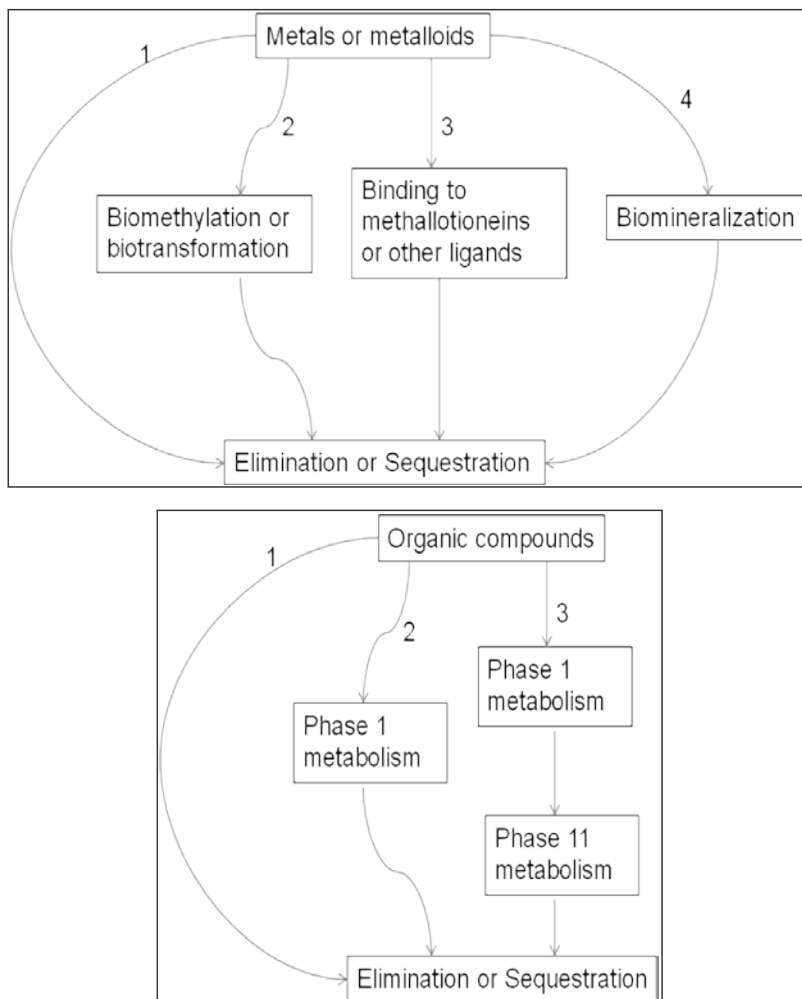 Metals or metalloids
1
2
3
4
Biomethylation or
biotransformation
Binding to
methallotioneins
or other ligands
Biomineralization
Elimination or Sequestration
Organic compounds
1
2
3
Phase 1
metabolism
Phase 1
metabolism
Phase 11
metabolism
Elimination or Sequestration